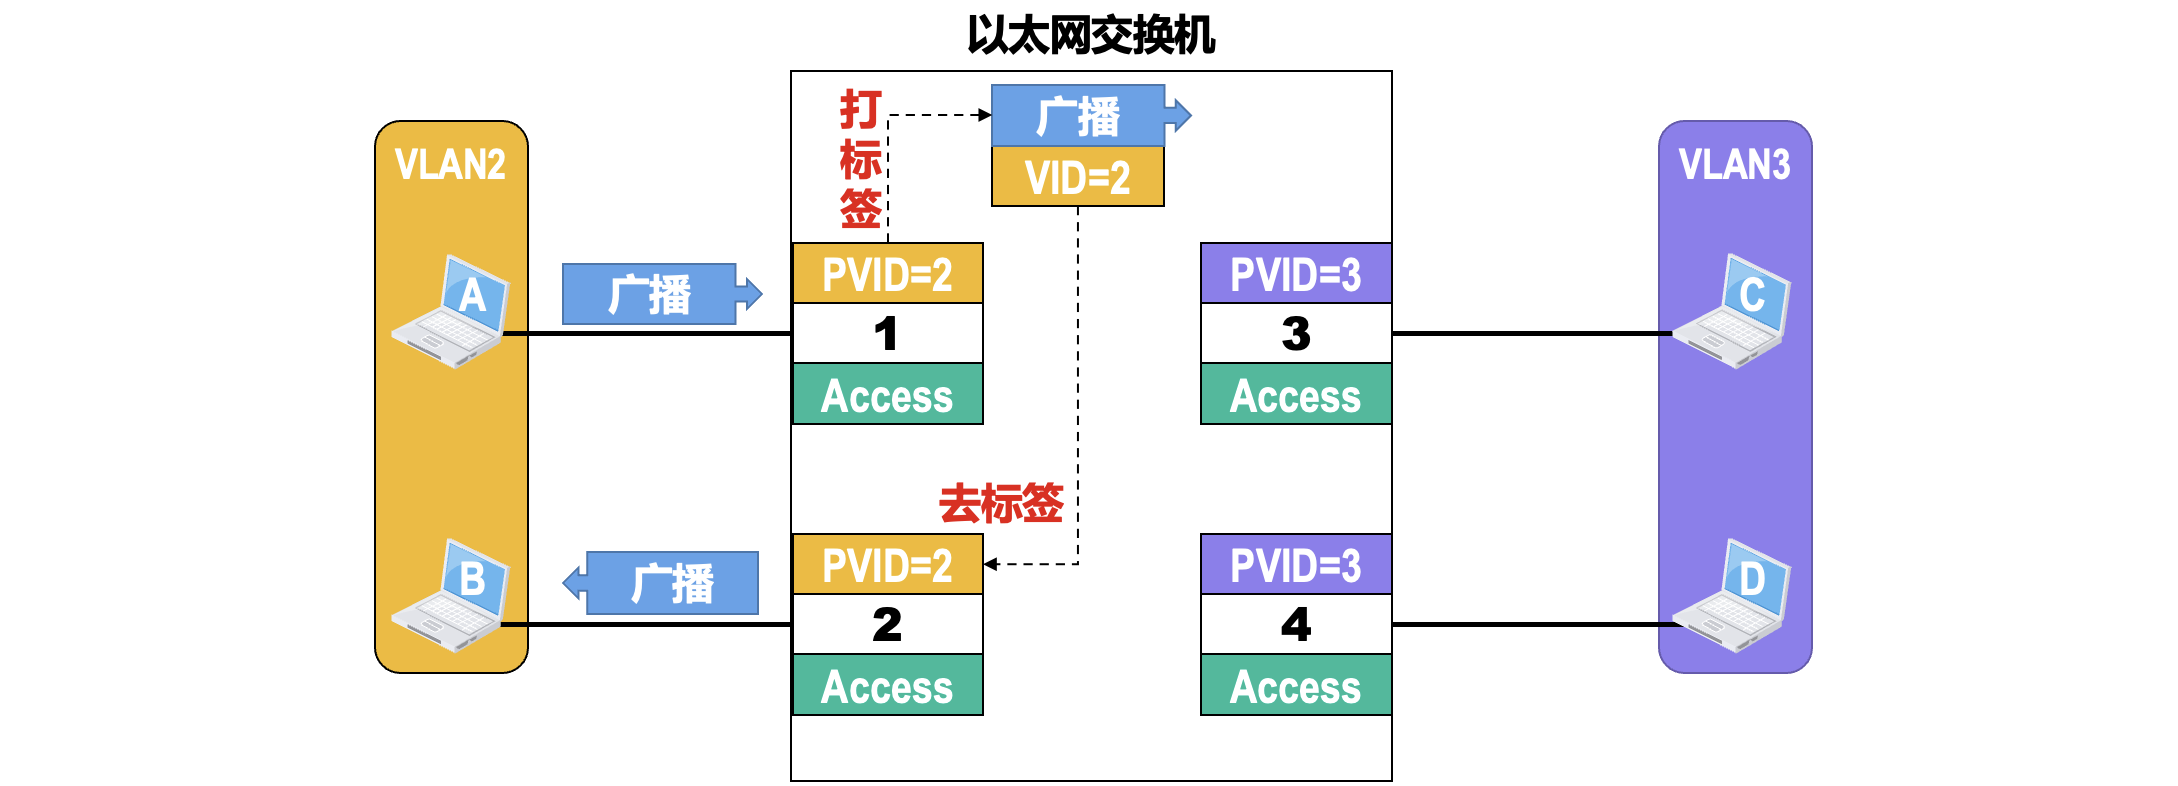 以太网交换机
打标签
广播
VID=2
VLAN2
VLAN3
A
广播
PVID=2
1
Access
PVID=3
3
Access
C
去标签
B
广播
PVID=2
2
Access
PVID=3
4
Access
D